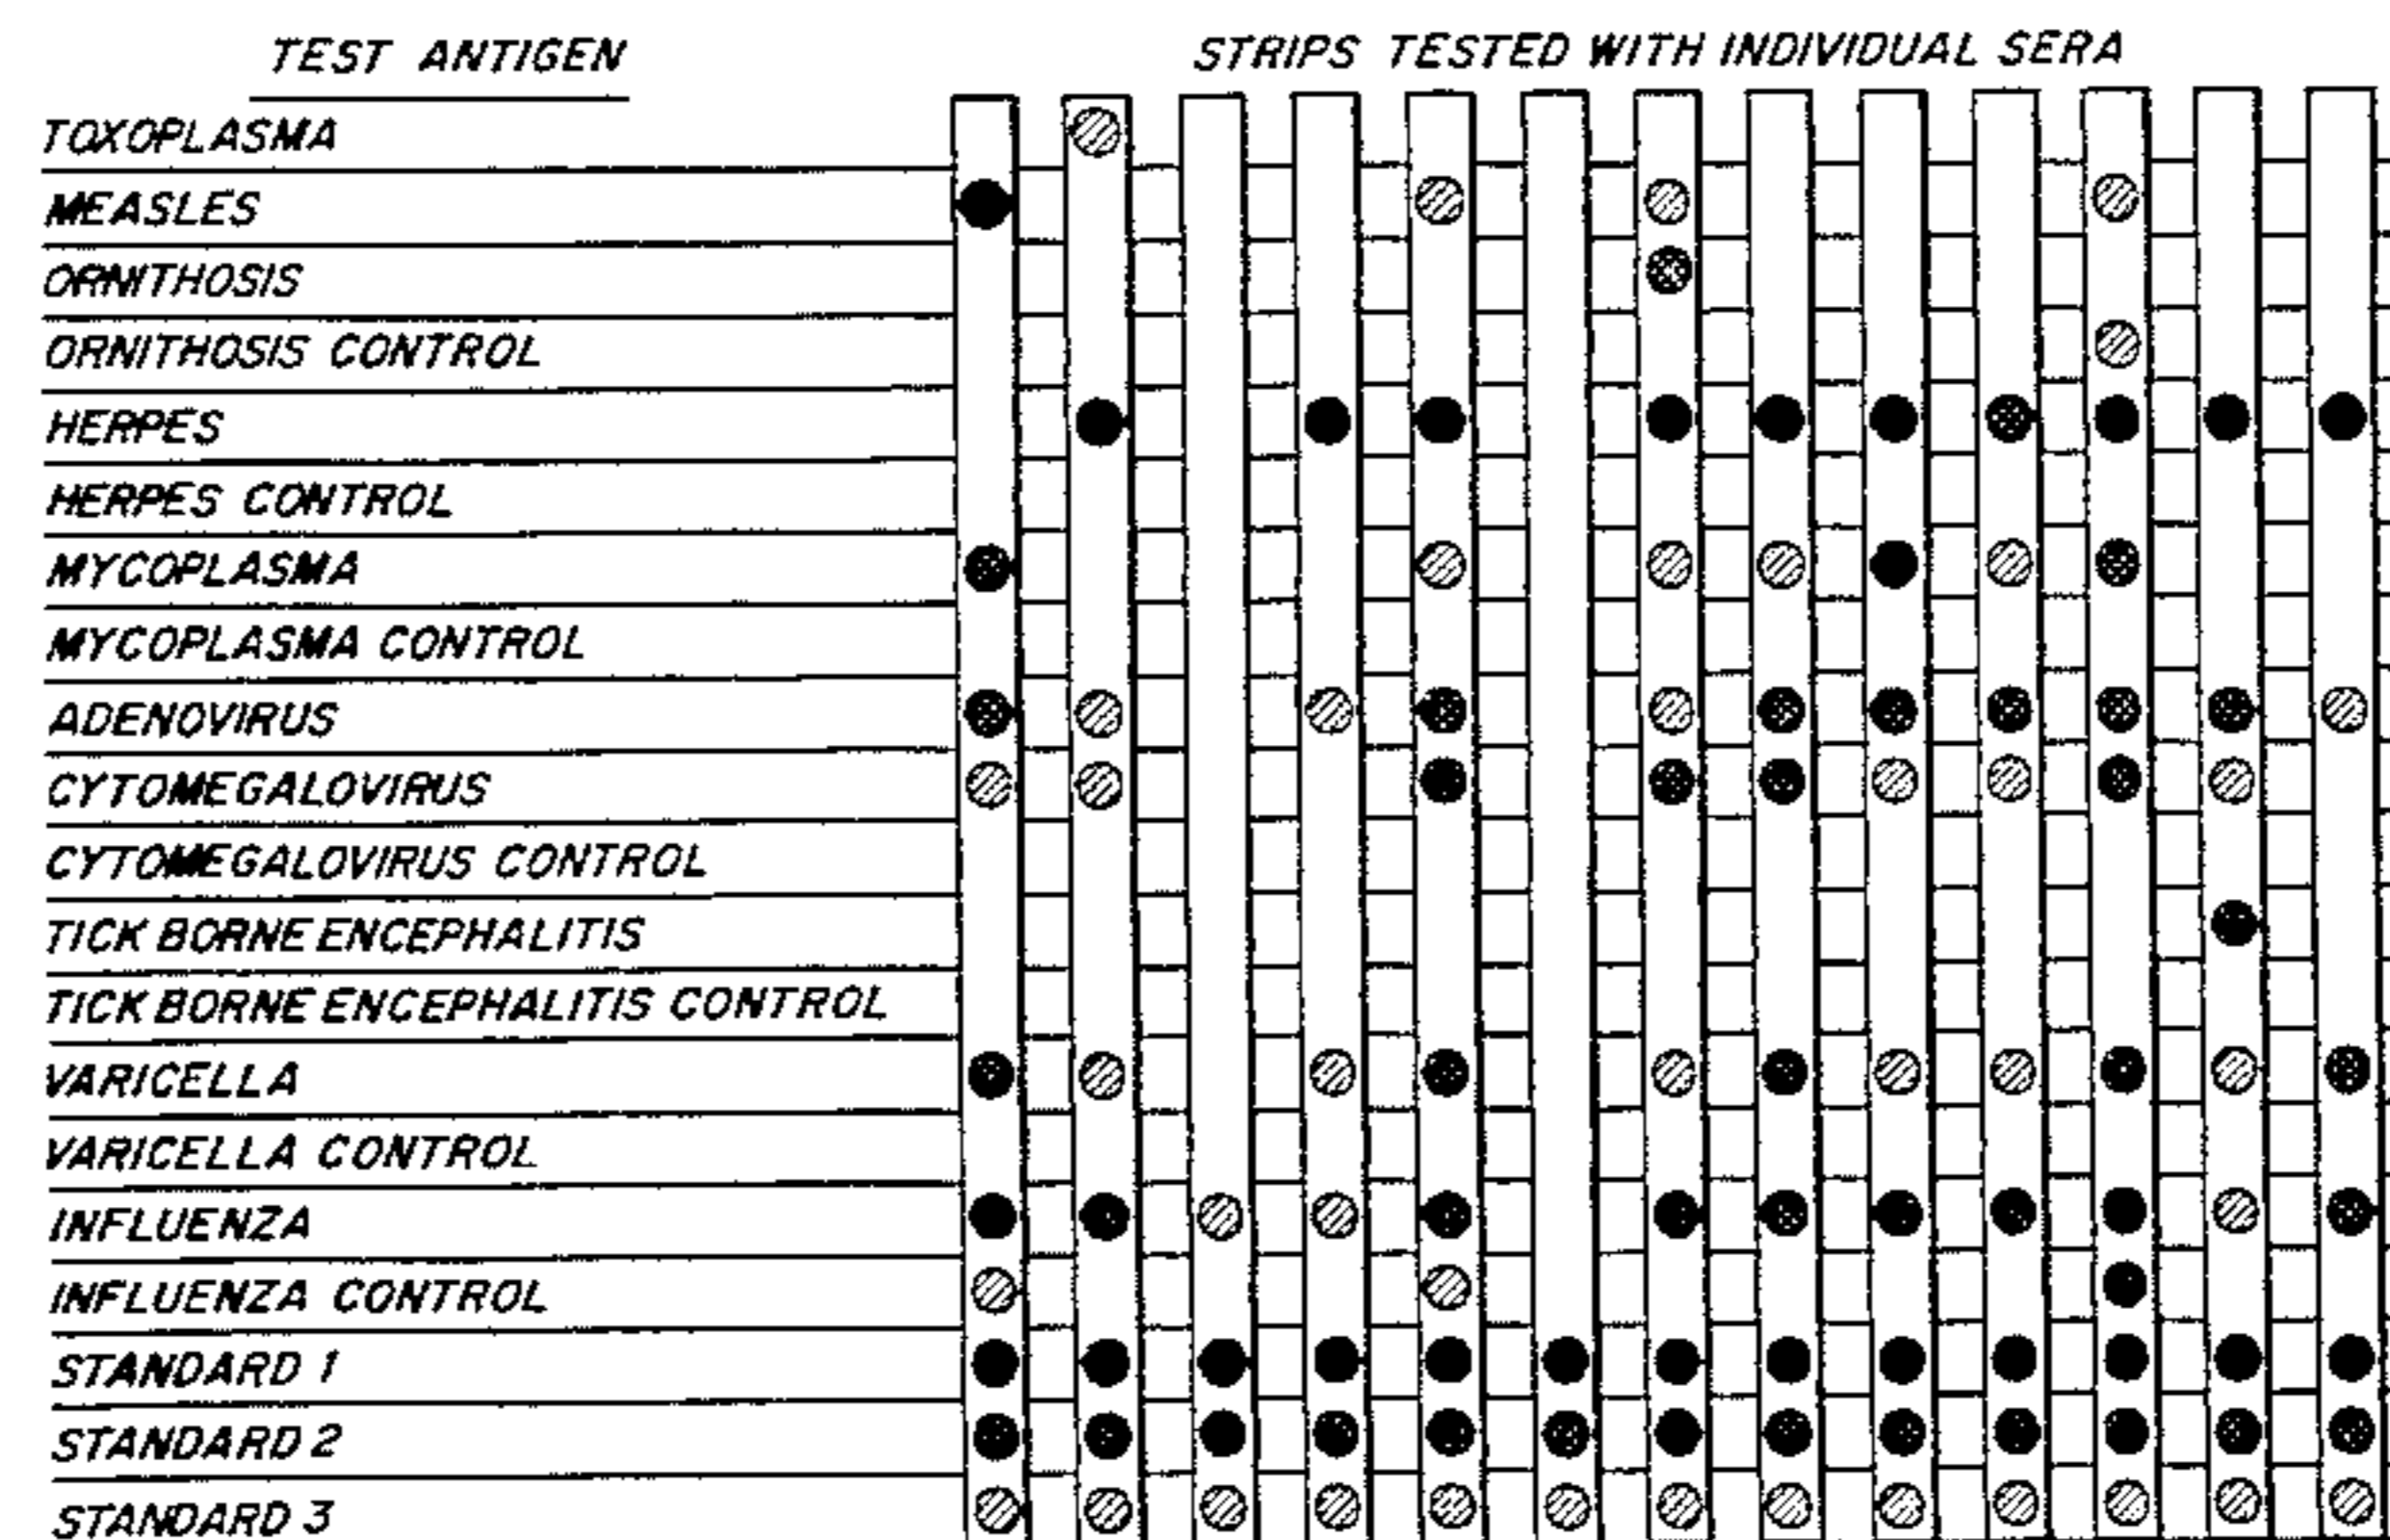 TEST ANTIGEN
STRIPS TESTED WITH INDIVIDUAL SERA
TOXOPLASMA
MEASLES
ORNITHOSIS
ORNITHOSIS CONTROL
HERPES
HERPES CONTROL
MYCOPLASMA
MYCOPLASMA CONTROL
ADENOVIRUS
CYTOMEGALOVIRUS
CYTOMEGALOVIRUS CONTROL
TICK BORNE ENCEPHALITIS
TICK BORNE ENCEPHALITIS CONTROL
VARICELLA
VARICELLA CONTROL
INFLUENZA
INFLUENZA CONTROL
STANDARD 1
STANDARD 2
STANDARD 3